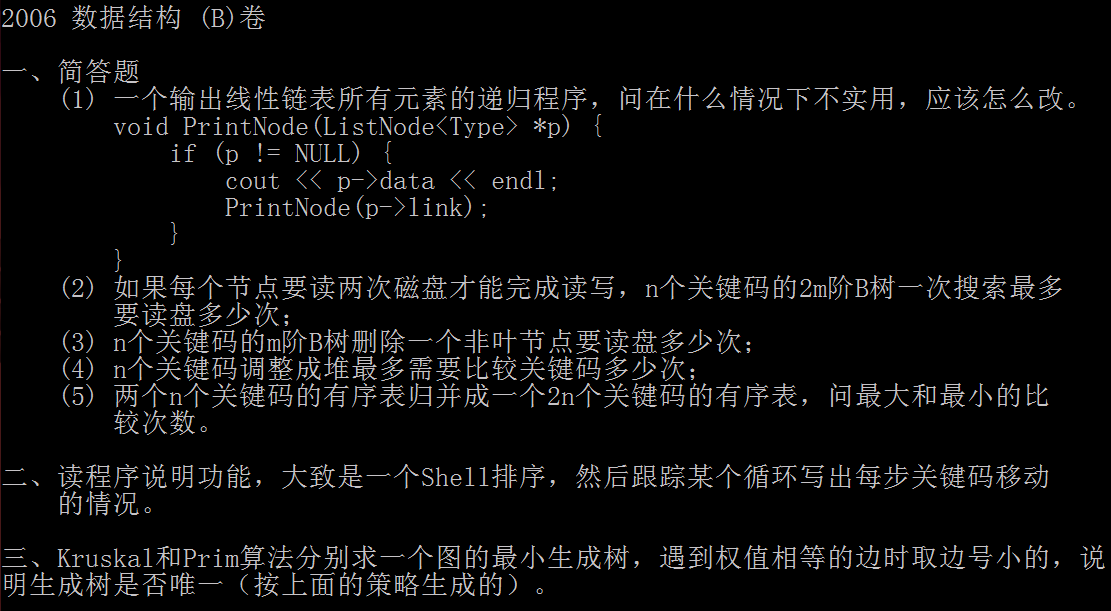 2006 数据结构 (B)卷
一、简答题
(1) 一个输出线性链表所有元素的递归程序，问在什么情况下不实用，应该怎么改。
void PrintNode(ListNode<Type> *p) {
if (p != NULL) {
cout << p->data << endl;
PrintNode(p->link);
}
}
(2) 如果每个节点要读两次磁盘才能完成读写，n个关键码的2m阶B树一次搜索最多
要读盘多少次；
(3) n个关键码的m阶B树删除一个非叶节点要读盘多少次；
(4) n个关键码调整成堆最多需要比较关键码多少次；
(5) 两个n个关键码的有序表归并成一个2n个关键码的有序表，问最大和最小的比
较次数。
二、读程序说明功能，大致是一个Shell排序，然后跟踪某个循环写出每步关键码移动
的情况。
三、Kruskal和Prim算法分别求一个图的最小生成树，遇到权值相等的边时取边号小的，说
明生成树是否唯一（按上面的策略生成的）。